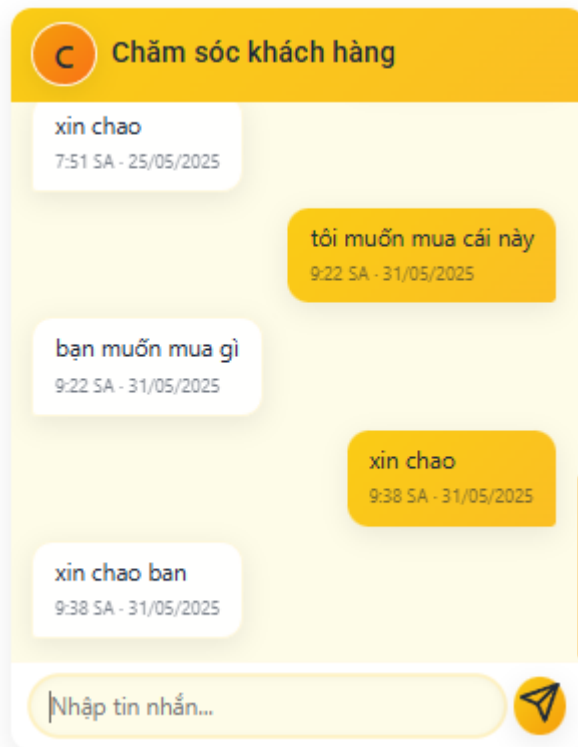 C
Chăm sóc khách hàng
xin chao
7:51 SA - 25/05/2025
tôi muốn mua cái này
9:22 SA - 31/05/2025
bạn muốn mua gì
9:22 SA - 31/05/2025
xin chao
9:38 SA - 31/05/2025
xin chao ban
9:38 SA - 31/05/2025
Nhập tin nhắn...